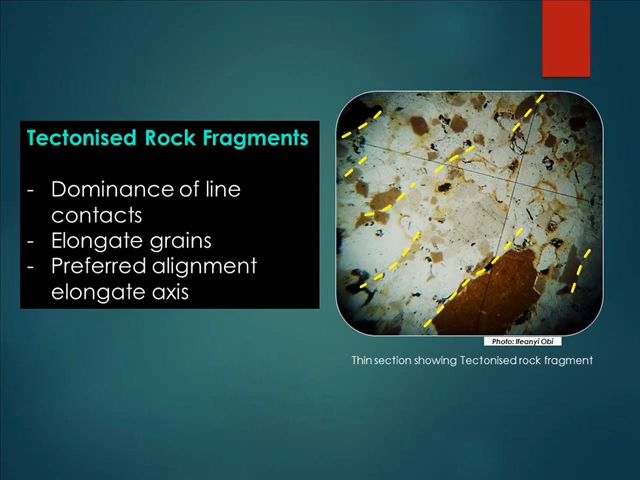 Tectonised Rock Fragments
- Dominance of line
contacts
- Elongate grains
- Preferred alignment
elongate axis
Photo: Ifeanyi Obi
Thin section showing Tectonised rock fragment